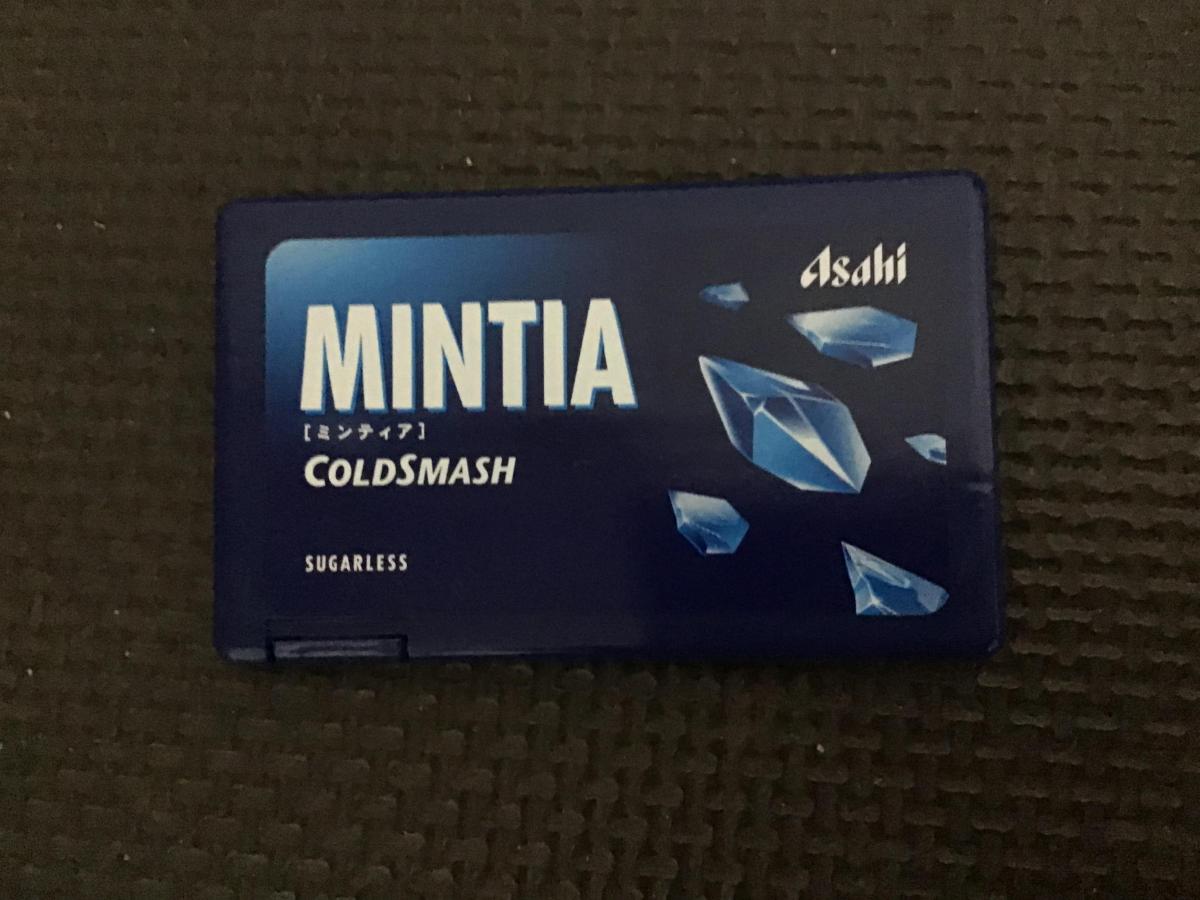 Asahi
MINTIA
[ミンティア]
COLDSMASH
SUGARLESS